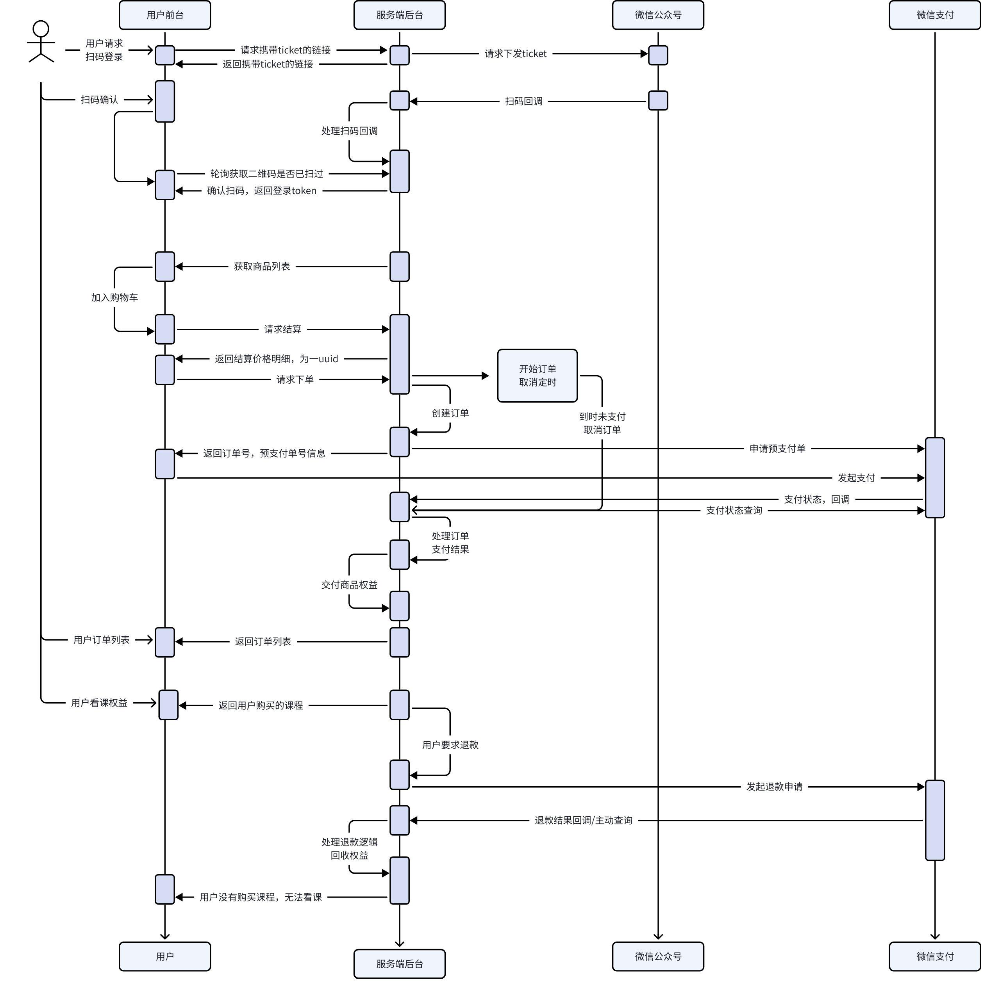 用户前台
服务端后台
微信公众号
微信支付
用户请求
扫码登录
请求携带ticket的链接
请求下发ticket
返回携带ticket的链接
扫码确认
扫码回调
处理扫码回调
轮询获取二维码是否已扫过
确认扫码，返回登录token
获取商品列表
加入购物车
请求结算
返回结算价格明细，为一uuid
请求下单
开始订单
取消定时
创建订单
到时未支付
取消订单
申请预支付单
返回订单号，预支付单号信息
发起支付
支付状态，回调
支付状态查询
处理订单
支付结果
交付商品权益
用户订单列表
返回订单列表
用户看课权益
返回用户购买的课程
用户要求退款
发起退款申请
退款结果回调/主动查询
处理退款逻辑
回收权益
用户没有购买课程，无法看课
用户
服务端后台
微信公众号
微信支付